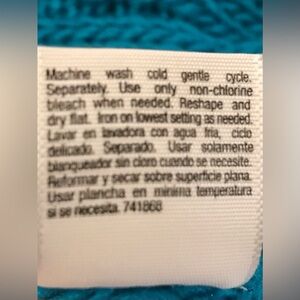 Machine wash cold gentle cycle.
Separately. Use only non-chlorine
bleach when needed. Reshape and
dry flat. Iron on lowest setting as needed.
Lavar en lavadora con agua fria, ciclo
delicado. Separado. Usar solamente
blanqueador sin cloro cuando se necesite.
Reformar y secar sobre superficie plana.
Usar plancha en minima temperatura
si se necesita. 741868